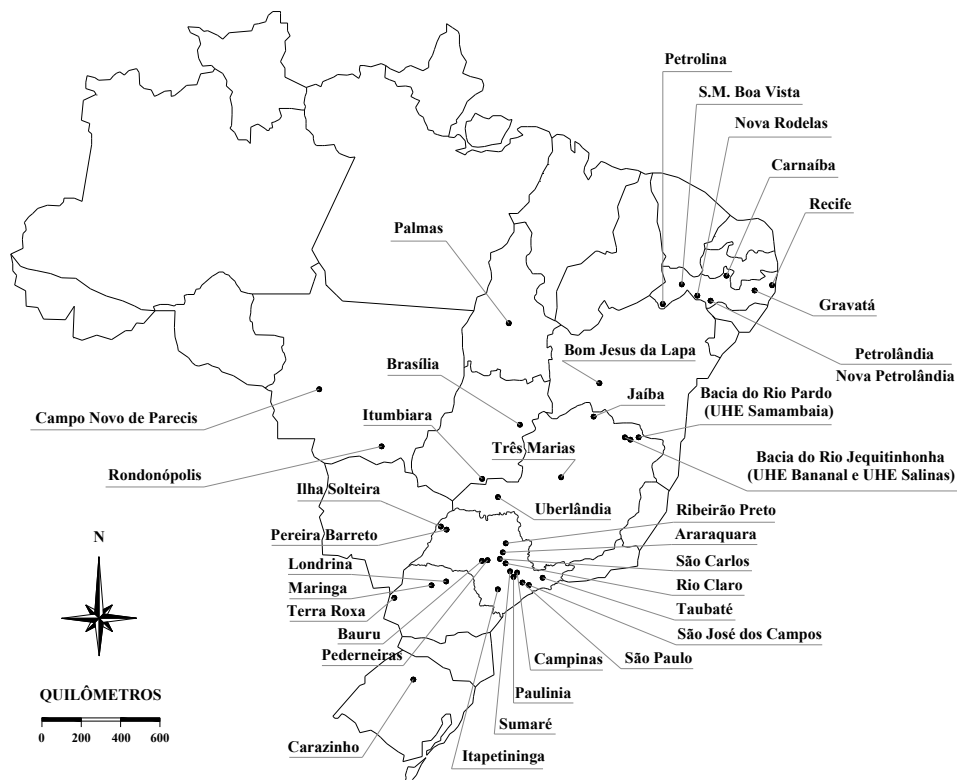 Petrolina
S.M. Boa Vista
Nova Rodelas
Carnaíba
Recife
Palmas
Gravatá
Petrolândia
Nova Petrolândia
Bom Jesus da Lapa
Brasília
Jaíba
Bacia do Rio Pardo
(UHE Samambaia)
Campo Novo de Parecis
Itumbiara
Três Marias
Bacia do Rio Jequitinhonha
(UHE Bananal e UHE Salinas)
Rondonópolis
Ilha Solteira
Uberlândia
Ribeirão Preto
Pereira Barreto
Araraquara
N
Londrina
São Carlos
Maringa
Rio Claro
Terra Roxa
Taubaté
Bauru
São José dos Campos
Pederneiras
Campinas
São Paulo
QUILÔMETROS
Paulinia
0 200 400 600
Sumaré
Carazinho
Itapetininga